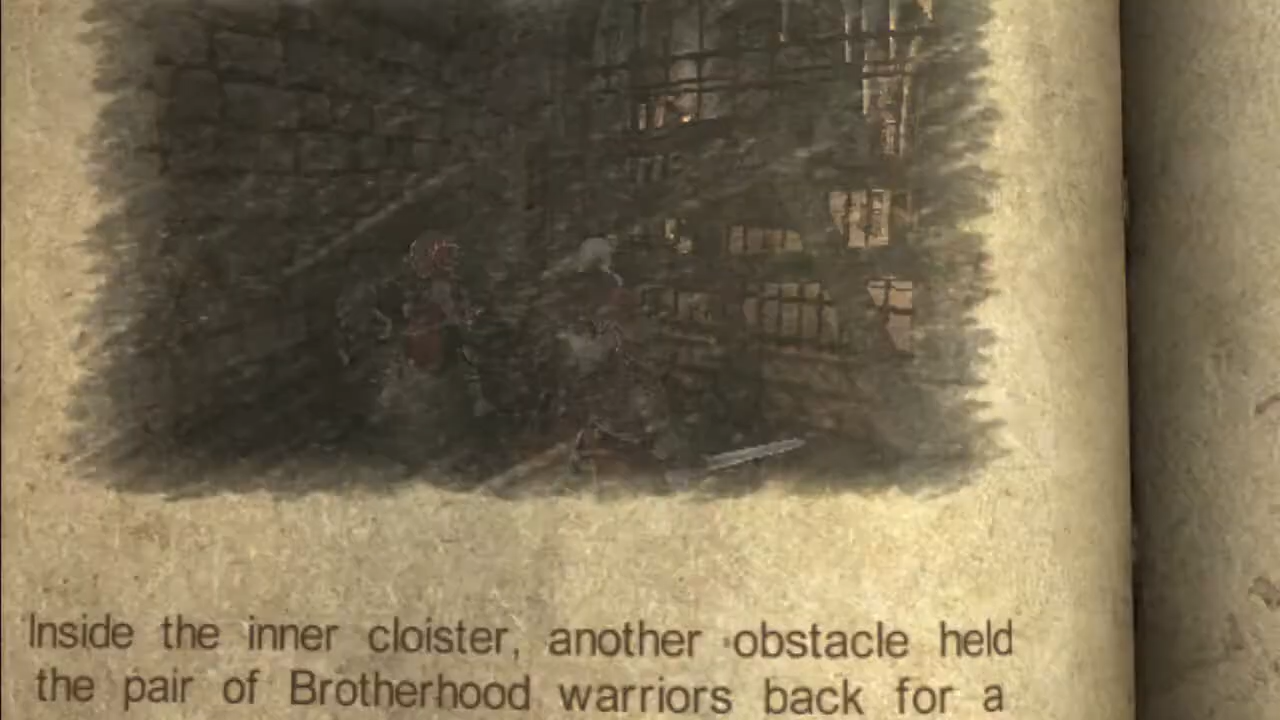 Inside the inner cloister, another obstacle held
the pair of Brotherhood warriors back for a